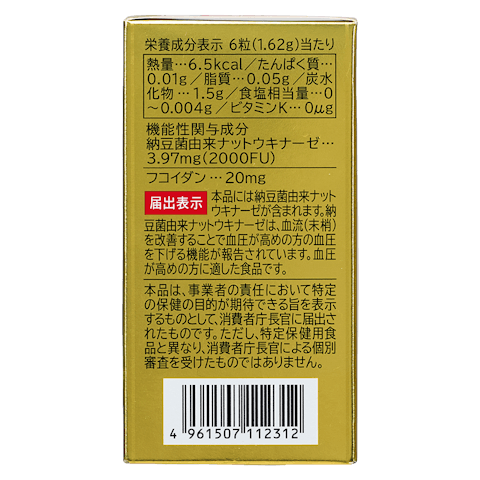 栄養成分表示 6粒(1.62g)当たり
熱量…6.5kcal/たんぱく質…
0.01g/脂質…0.05g/炭水
化物…1.5g/食塩相当量…0
～0.004g/ビタミンK…0μg
機能性関与成分
納豆菌由来ナットウキナーゼ…
3.97mg(2000FU)
フコイダン…20mg
届出表示 本品には納豆菌由来ナット
ウキナーゼが含まれます。納
豆菌由来ナットウキナーゼは、血流(末梢)
を改善することで血圧が高めの方の血圧
を下げる機能が報告されています。血圧
が高めの方に適した食品です。
本品は、事業者の責任において特定
の保健の目的が期待できる旨を表示
するものとして、消費者庁長官に届出さ
れたものです。ただし、特定保健用食
品と異なり、消費者庁長官による個別
審査を受けたものではありません。
4 961507 112312